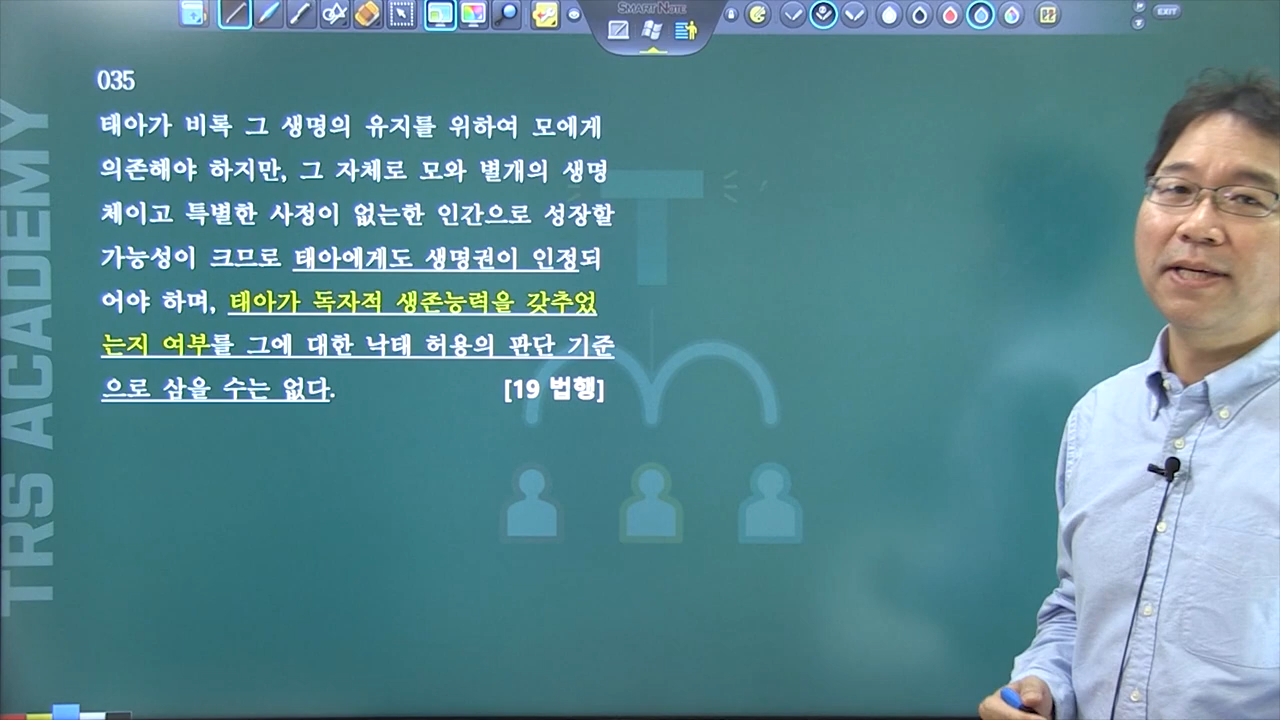 SMART NOTE
EXIT
035
태아가 비록 그 생명의 유지를 위하여 모에게
의존해야 하지만, 그 자체로 모와 별개의 생명
체이고 특별한 사정이 없는한 인간으로 성장할
가능성이 크므로 태아에게도 생명권이 인정되
어야 하며, 태아가 독자적 생존능력을 갖추었
는지 여부를 그에 대한 낙태 허용의 판단 기준
으로 삼을 수는 없다. [19 법행]
TRS ACADEMY